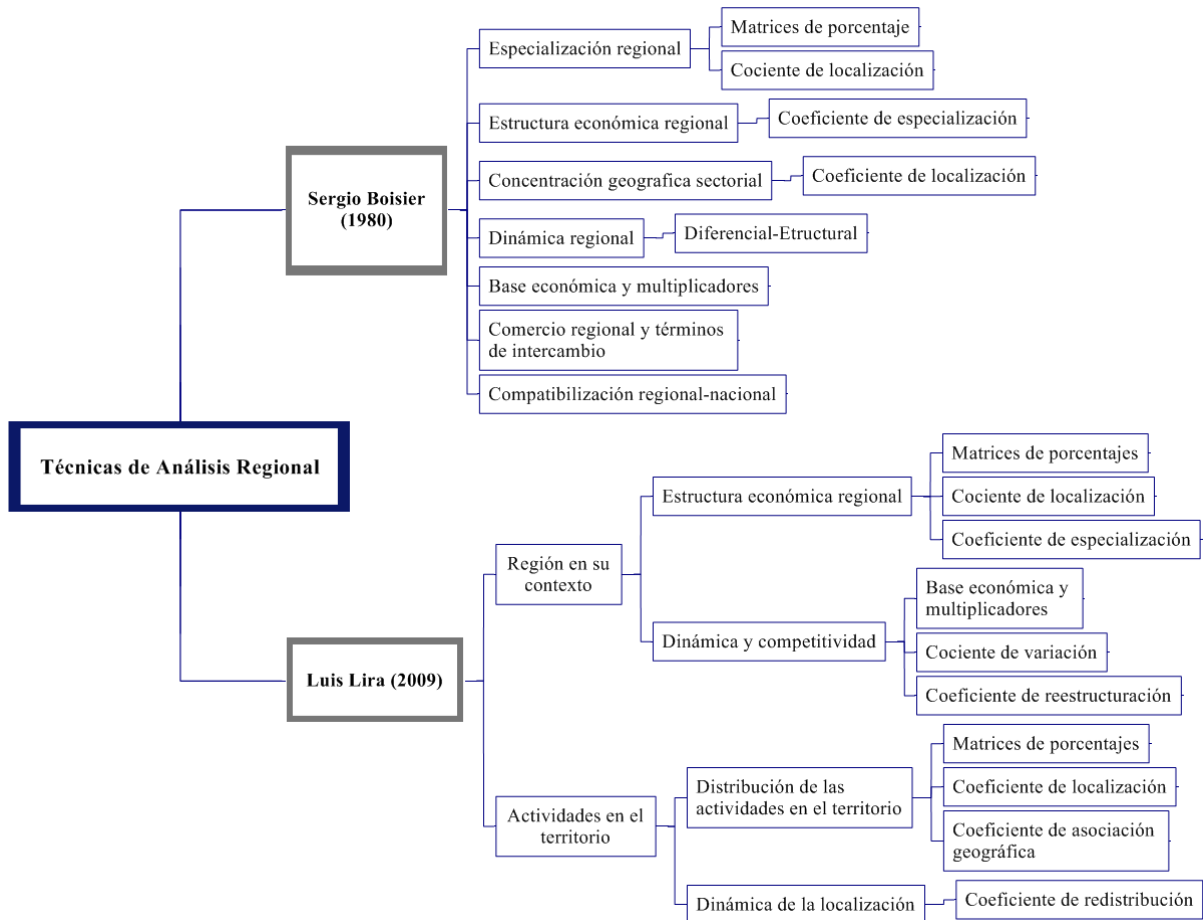 Técnicas de Análisis Regional
Sergio Boisier
(1980)
Especialización regional
Matrices de porcentaje
Cociente de localización
Estructura económica regional
Coeficiente de especialización
Concentración geografica sectorial
Coeficiente de localización
Dinámica regional
Diferencial-Etructural
Base económica y multiplicadores
Comercio regional y términos
de intercambio
Compatibilización regional-nacional
Luis Lira (2009)
Región en su
contexto
Estructura económica regional
Matrices de porcentajes
Cociente de localización
Coeficiente de especialización
Dinámica y competitividad
Base económica y
multiplicadores
Cociente de variación
Coeficiente de reestructuración
Actividades en el
territorio
Distribución de las
actividades en el territorio
Matrices de porcentajes
Coeficiente de localización
Coeficiente de asociación
geográfica
Dinámica de la localización
Coeficiente de redistribución